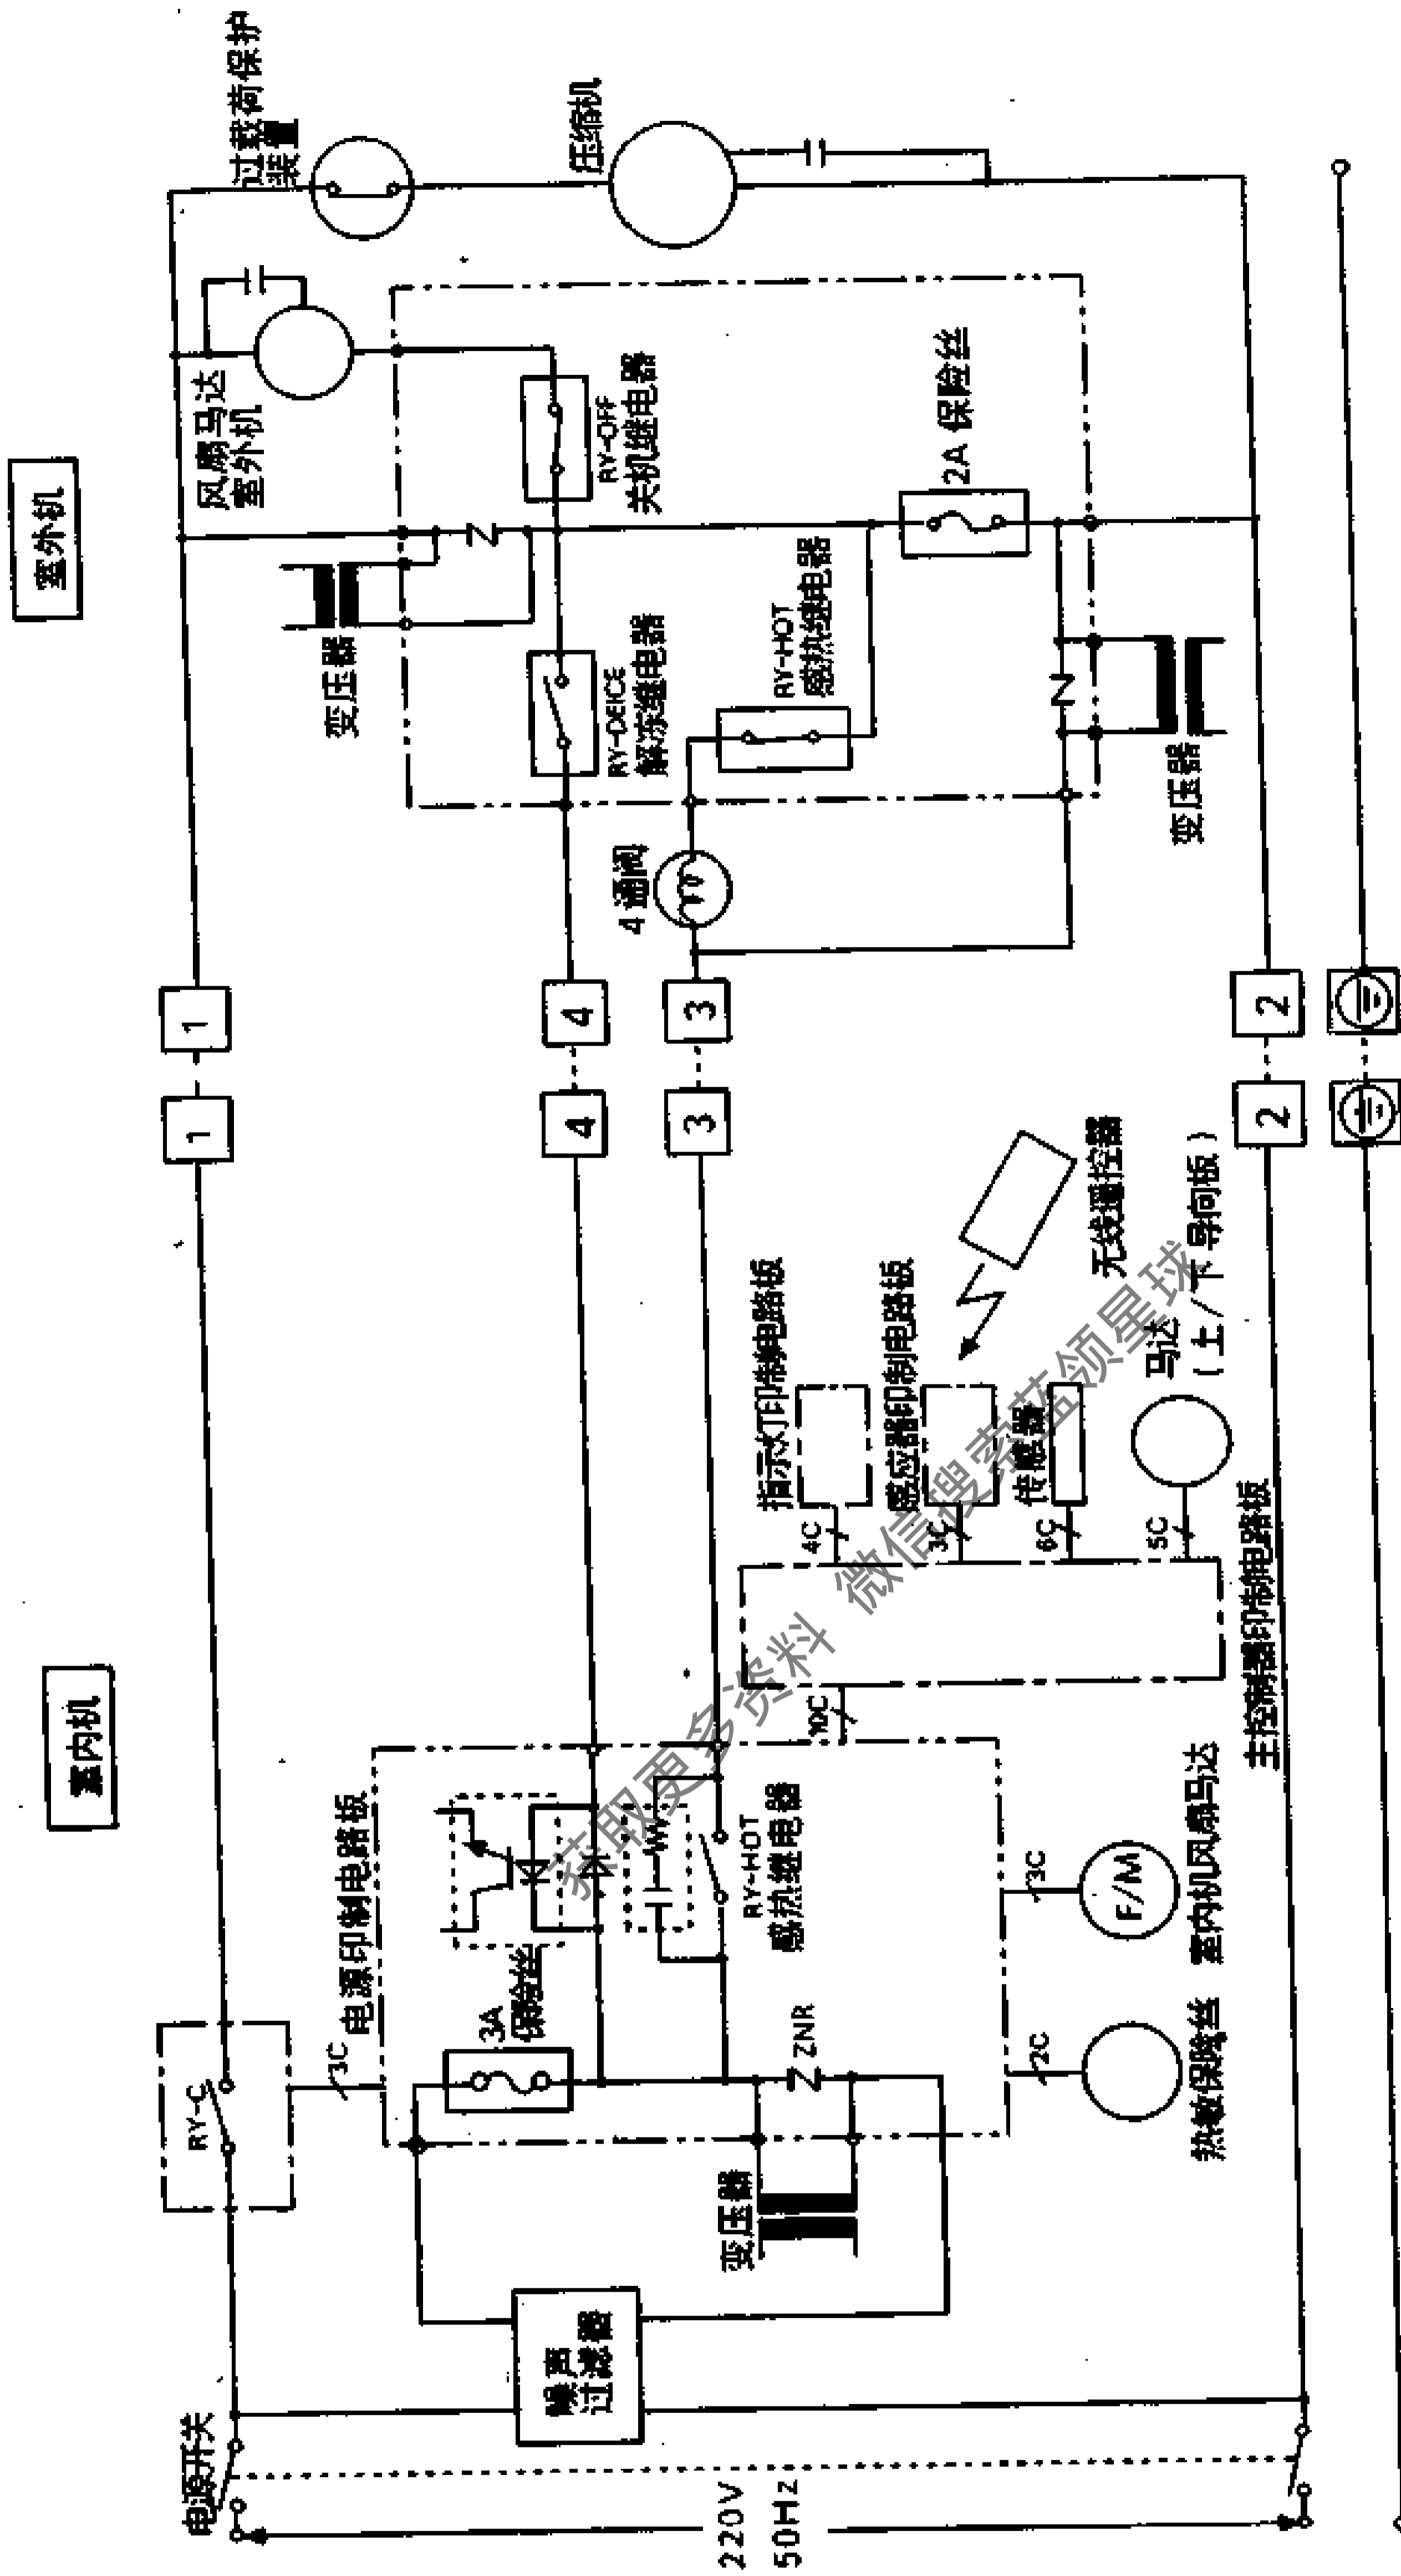 室内机
室外机
电源开关
220V
50Hz
噪声
过滤器
RY-C
3C
电源印制电路板
3A
保险丝
变压器
ZNR
RY-HOT
感热继电器
2C
热敏保险丝
3C
F/M
室内机风扇马达
10C
主控制器印制电路板
4C
指示灯印制电路板
3C
感应器印制电路板
6C
传感器
5C
马达
(上/下导向板)
无线遥控器
1
4
3
2
1
4
3
2
4通阀
变压器
RY-DEICE
解冻继电器
RY-HOT
感热继电器
变压器
风扇马达
室外机
RY-OFF
关机继电器
2A 保险丝
过载荷保护
装置
压缩机
获取更多资料 微信搜索蓝领星球